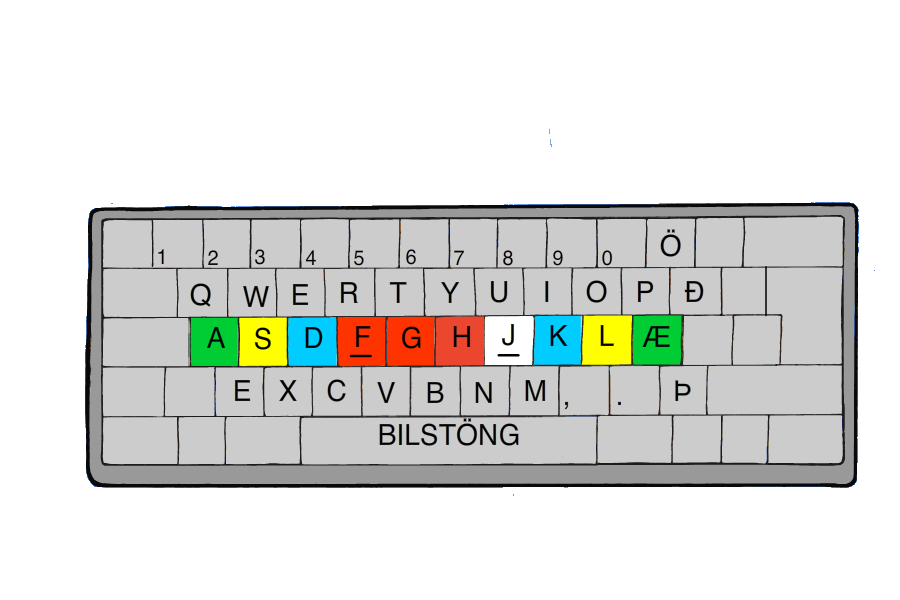 1 2 3 4 5 6 7 8 9 0 Ö
Q W E R T Y U I O P Ð
A S D F G H J K L Æ
E X C V B N M , . Þ
BILSTÖNG